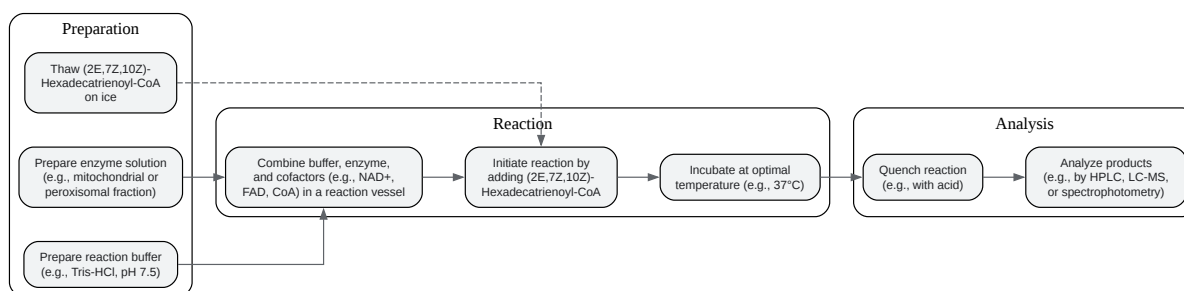 Preparation
Thaw (2E,7Z,10Z)-
Hexadecatrienoyl-CoA
on ice
Prepare enzyme solution
(e.g., mitochondrial or
peroxisomal fraction)
Prepare reaction buffer
(e.g., Tris-HCl, pH 7.5)
Reaction
Combine buffer, enzyme,
and cofactors (e.g., NAD+,
FAD, CoA) in a reaction vessel
Initiate reaction by
adding (2E,7Z,10Z)-
Hexadecatrienoyl-CoA
Incubate at optimal
temperature (e.g., 37°C)
Analysis
Quench reaction
(e.g., with acid)
Analyze products
(e.g., by HPLC, LC-MS,
or spectrophotometry)